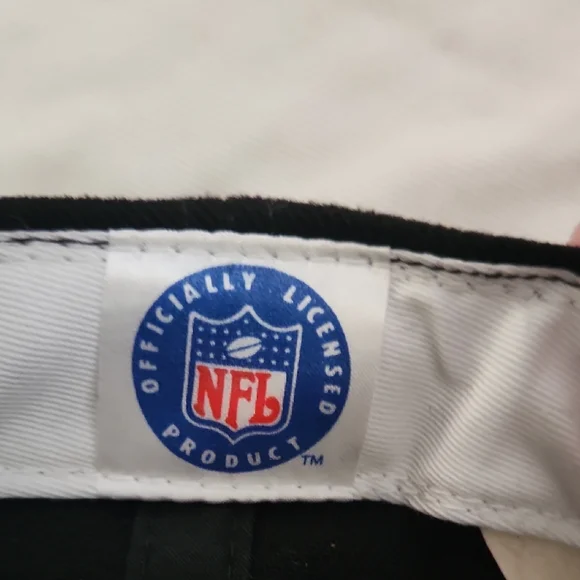 OFFICIALLY LICENSED
NFL
PRODUCT
TM